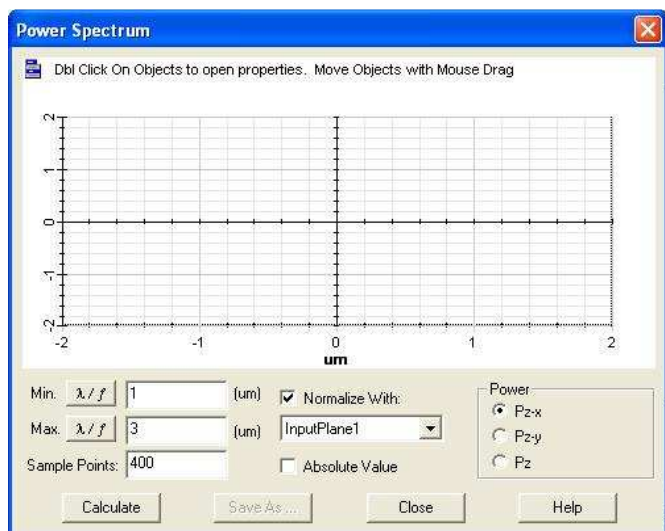 Power Spectrum
Dbl Click On Objects to open properties. Move Objects with Mouse Drag
2
1
0
-1
-2
-2 -1 0 1 2
um
Min. λ / f 1 (um) Normalize With: Power
Pz-x
Max. λ / f 3 (um) InputPlane1 Pz-y
Sample Points: 400 Absolute Value Pz
Calculate Save As ... Close Help